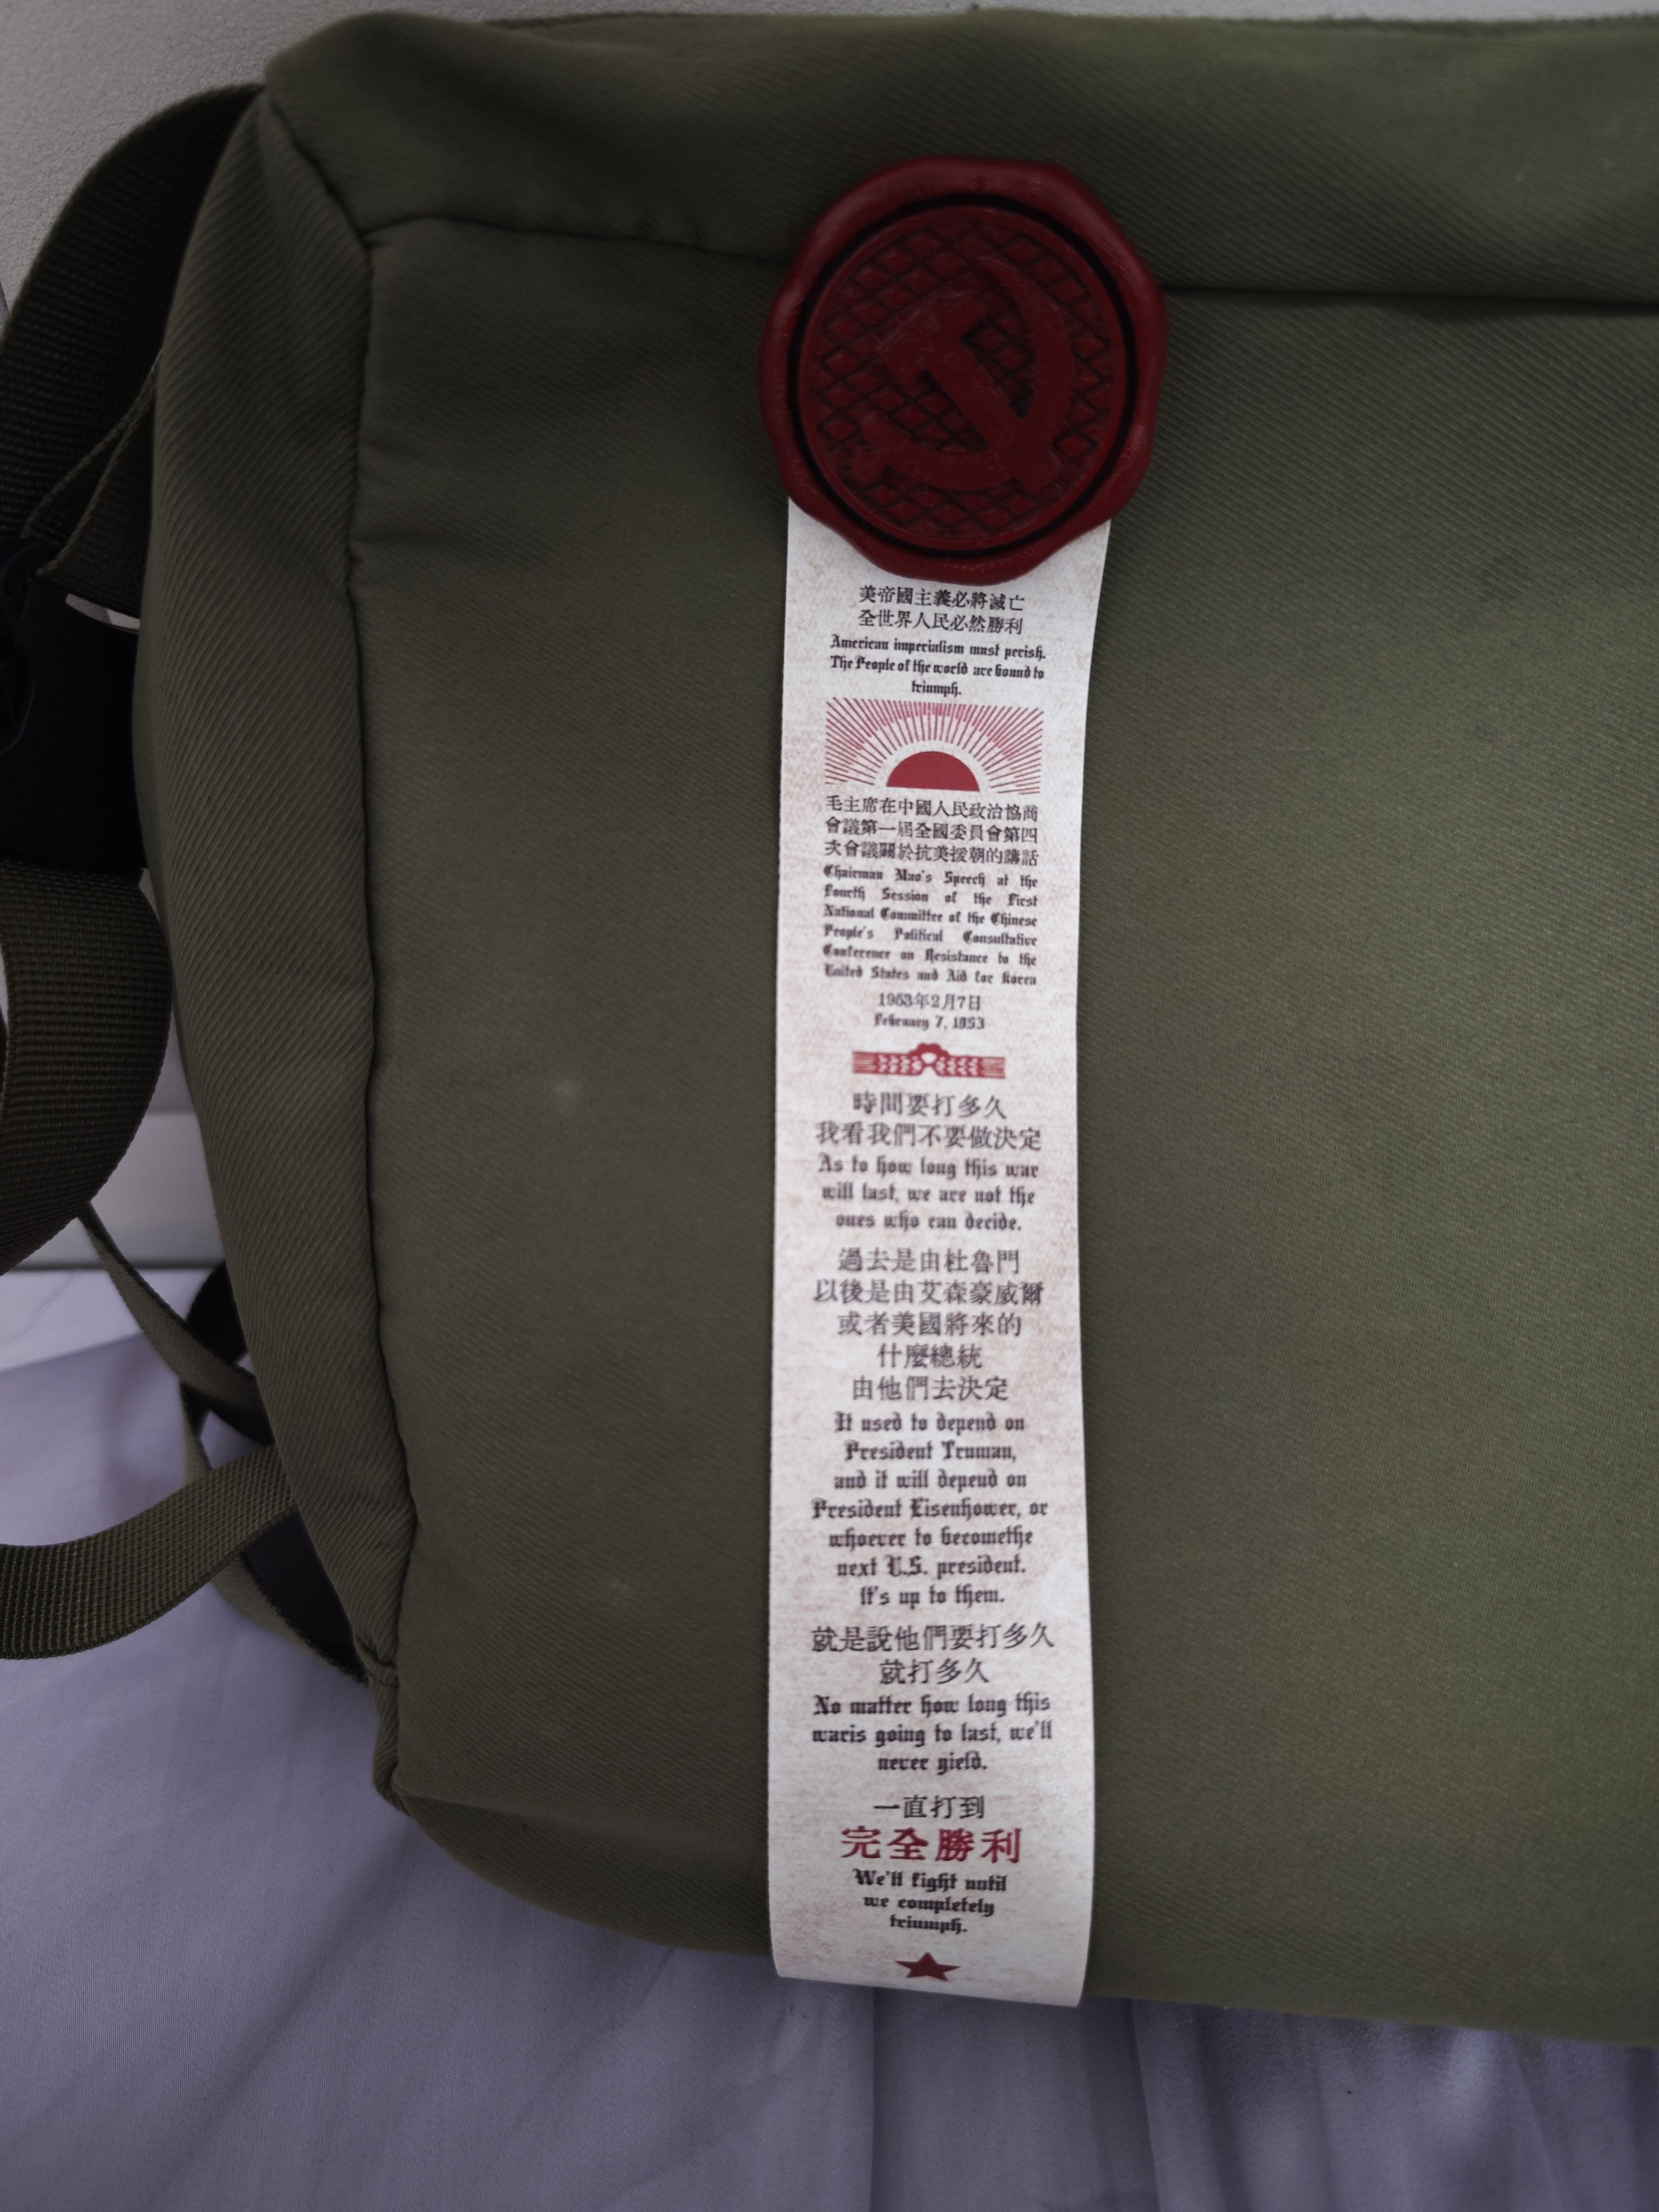 美帝國主義必將滅亡
全世界人民必然勝利
American imperialism must perish.
The People of the world are bound to
triumph.
毛主席在中國人民政治協商
會議第一屆全國委員會第四
次會議關於抗美援朝的講話
Chairman Mao's Speech at the
Fourth Session of the First
National Committee of the Chinese
People's Political Consultative
Conference on Resistance to the
United States and Aid for Korea
1953年2月7日
February 7, 1953
時間要打多久
我看我們不要做決定
As to how long this war
will last, we are not the
ones who can decide.
過去是由杜魯門
以後是由艾森豪威爾
或者美國將來的
什麼總統
由他們去決定
It used to depend on
President Truman,
and it will depend on
President Eisenhower, or
whoever to becomethe
next U.S. president.
It's up to them.
就是說他們要打多久
就打多久
No matter how long this
waris going to last, we'll
never yield.
一直打到
完全勝利
We'll fight until
we completely
triumph.